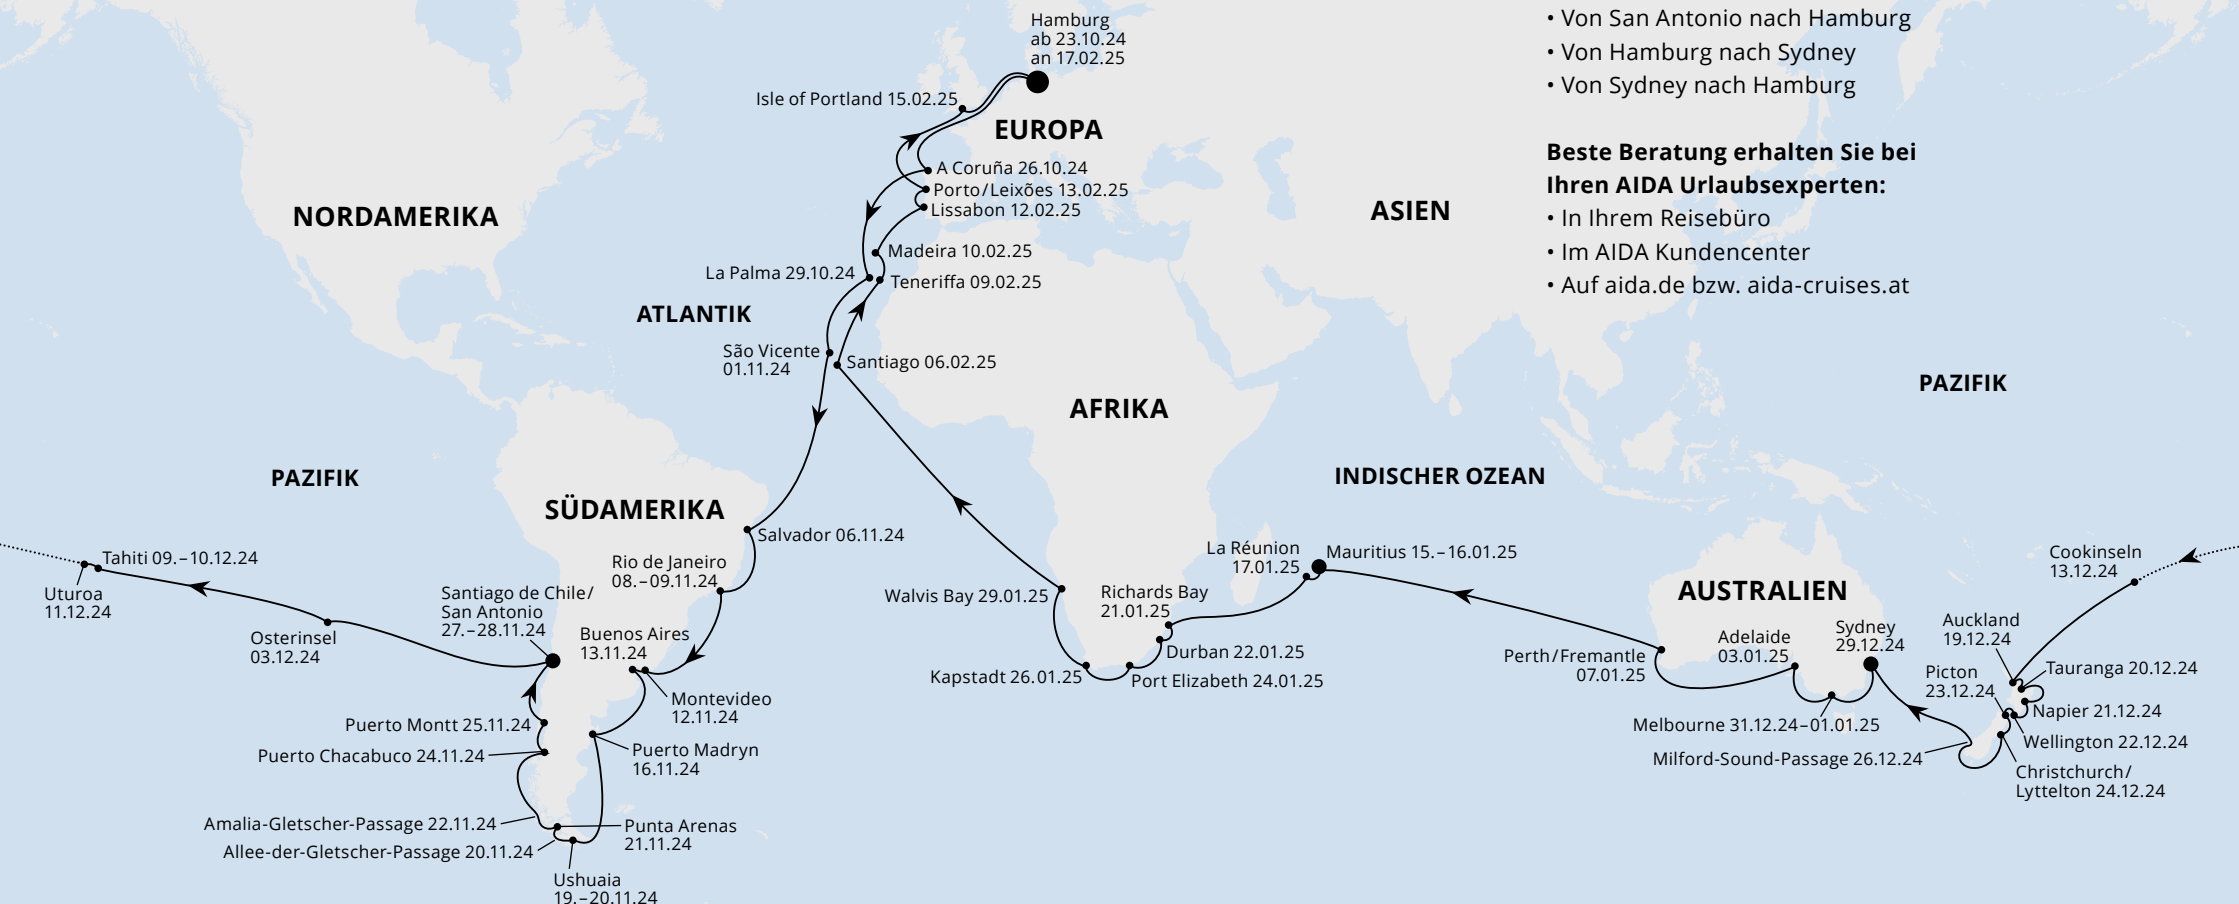 Hamburg
ab 23.10.24
an 17.02.25
Isle of Portland 15.02.25
EUROPA
A Coruña 26.10.24
Porto/Leixões 13.02.25
Lissabon 12.02.25
Madeira 10.02.25
La Palma 29.10.24
Teneriffa 09.02.25
NORDAMERIKA
ATLANTIK
São Vicente
01.11.24
Santiago 06.02.25
ASIEN
AFRIKA
• Von San Antonio nach Hamburg
• Von Hamburg nach Sydney
• Von Sydney nach Hamburg
Beste Beratung erhalten Sie bei
Ihren AIDA Urlaubsexperten:
• In Ihrem Reisebüro
• Im AIDA Kundencenter
• Auf aida.de bzw. aida-cruises.at
PAZIFIK
PAZIFIK
INDISCHER OZEAN
SÜDAMERIKA
Salvador 06.11.24
Rio de Janeiro
08.–09.11.24
Tahiti 09.–10.12.24
Uturoa
11.12.24
Osterinsel
03.12.24
Santiago de Chile/
San Antonio
27.–28.11.24
Buenos Aires
13.11.24
Montevideo
12.11.24
Puerto Montt 25.11.24
Puerto Chacabuco 24.11.24
Puerto Madryn
16.11.24
Amalia-Gletscher-Passage 22.11.24
Allee-der-Gletscher-Passage 20.11.24
Punta Arenas
21.11.24
Ushuaia
19.–20.11.24
Walvis Bay 29.01.25
Kapstadt 26.01.25
Port Elizabeth 24.01.25
Durban 22.01.25
Richards Bay
21.01.25
La Réunion
17.01.25
Mauritius 15.–16.01.25
AUSTRALIEN
Perth/Fremantle
07.01.25
Adelaide
03.01.25
Sydney
29.12.24
Melbourne 31.12.24–01.01.25
Milford-Sound-Passage 26.12.24
Cookinseln
13.12.24
Auckland
19.12.24
Tauranga 20.12.24
Picton
23.12.24
Napier 21.12.24
Wellington 22.12.24
Christchurch/
Lyttelton 24.12.24